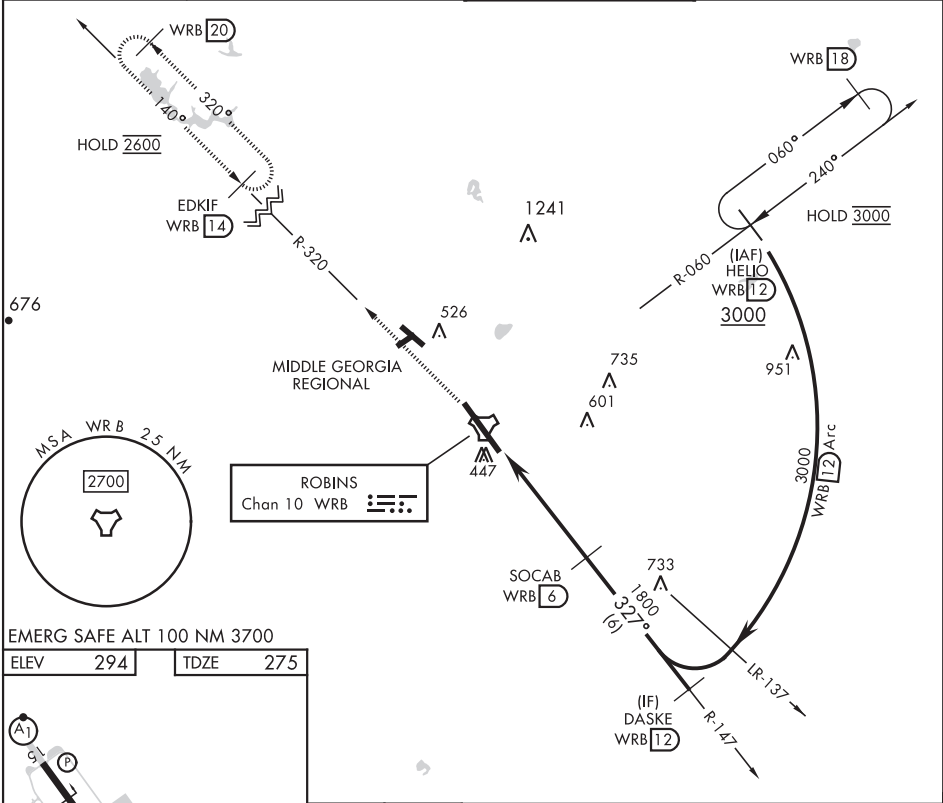 WRB 20
320°
140°
HOLD 2600
EDKIF
WRB 14
R-320
WRB 18
060°
240°
HOLD 3000
R-060
(IAF)
HELIO
WRB 12
3000
1241
676
526
MIDDLE GEORGIA
REGIONAL
735
601
951
3000
WRB 12 Arc
447
MSA WRB 25 NM
2700
ROBINS
Chan 10 WRB
SOCAB
WRB 6
733
1800
327°
(6)
LR-137
(IF)
DASKE
WRB 12
R-147
EMERG SAFE ALT 100 NM 3700
ELEV 294
TDZE 275
A1
15
P